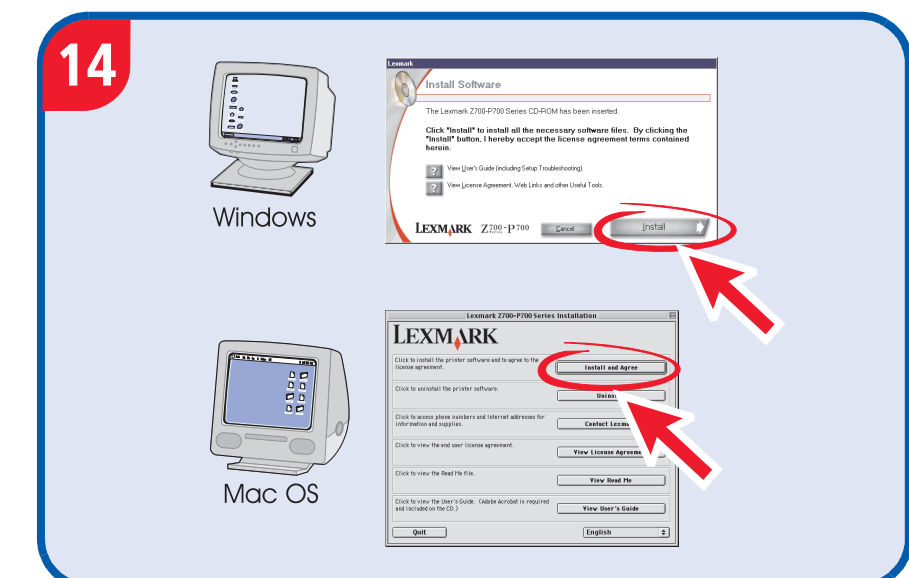 14
Windows
Lexmark
Install Software
The Lexmark Z700-P700 Series CD-ROM has been inserted.
Click "Install" to install all the necessary software files. By clicking the
"Install" button, I hereby accept the license agreement terms contained
herein.
View User's Guide (including Setup Troubleshooting).
View License Agreement, Web Links and other Useful Tools.
LEXMARK Z700-P700 Cancel Install
Mac OS
Lexmark Z700-P700 Series Installation
LEXMARK
Click to install the printer software and to agree to the
license agreement.
Install and Agree
Click to uninstall the printer software.
Click to access phone numbers and Internet addresses for
information and supplies.
Contact
Click to view the end user license agreement.
View License
Click to view the Read Me file.
View Read Me
Click to view the User's Guide. (Adobe Acrobat is required
and included on the CD.)
View User's Guide
Quit
English